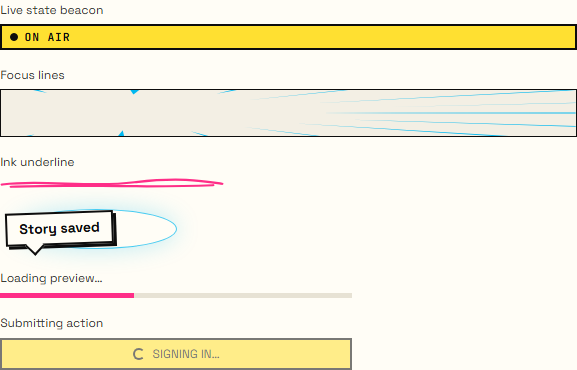 Live state beacon
ON AIR
Focus lines
Ink underline
Story saved
Loading preview...
Submitting action
SIGNING IN...